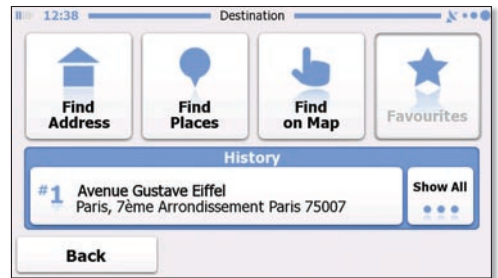 12:38 Destination
Find Find Find Favourites
Address Places on Map
History
#1 Avenue Gustave Eiffel Show All
Paris, 7ème Arrondissement Paris 75007
Back